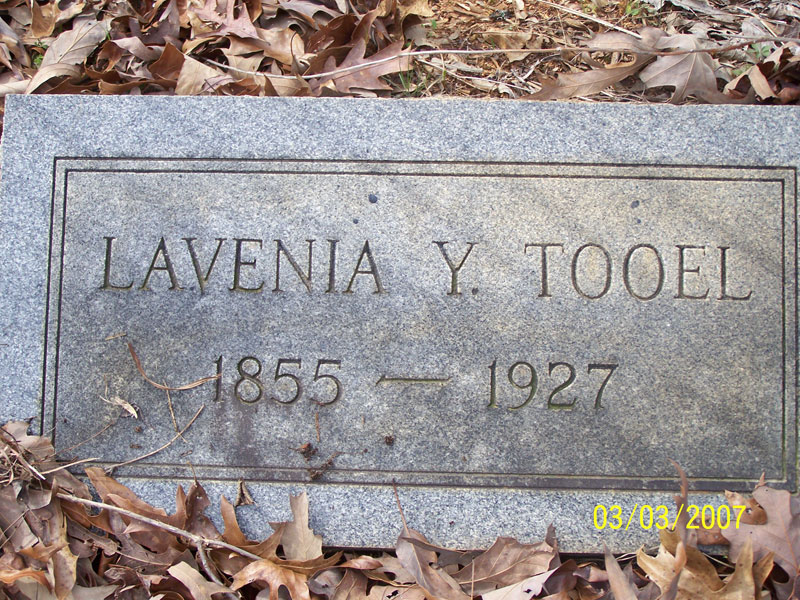 LAVENIA Y. TOOEL
1855 — 1927
03/03/2007